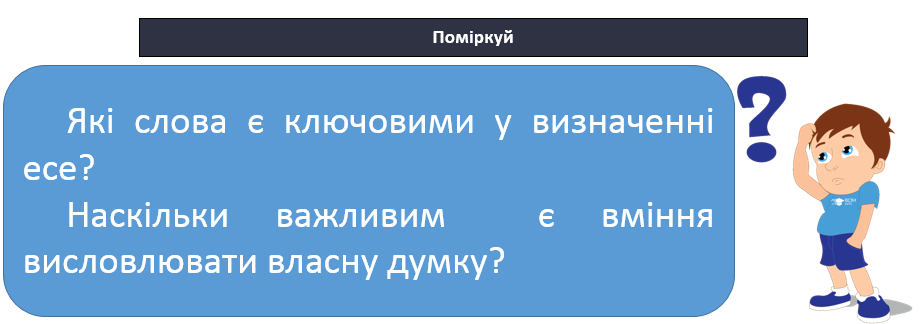 Поміркуй
Які слова є ключовими у визначенні
есе?
Наскільки важливим є вміння
висловлювати власну думку?